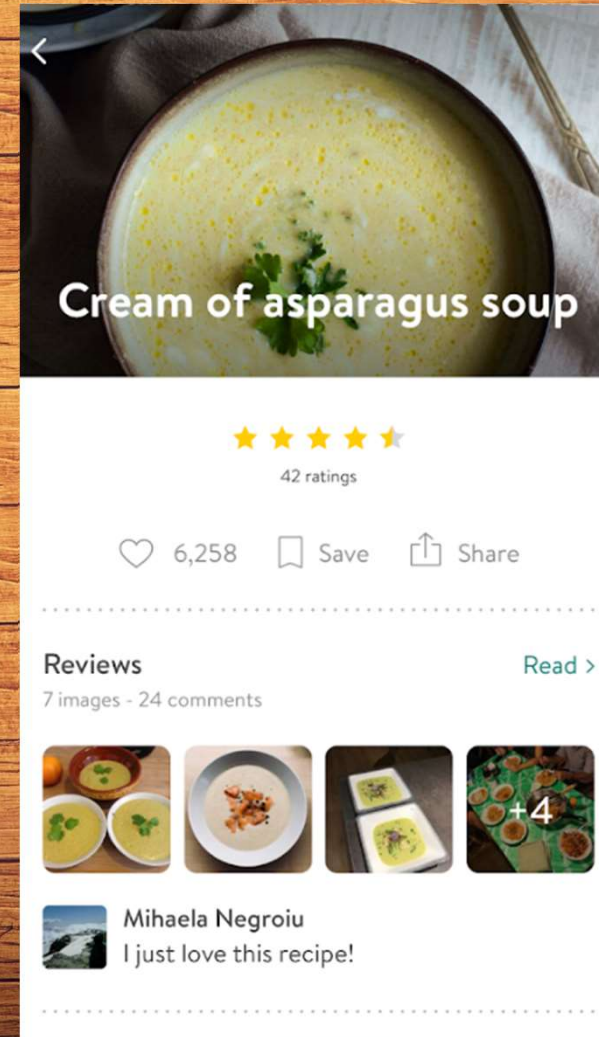 Cream of asparagus soup
42 ratings
6,258 Save Share
Reviews Read >
7 images - 24 comments
+4
Mihaela Negroiu
I just love this recipe!